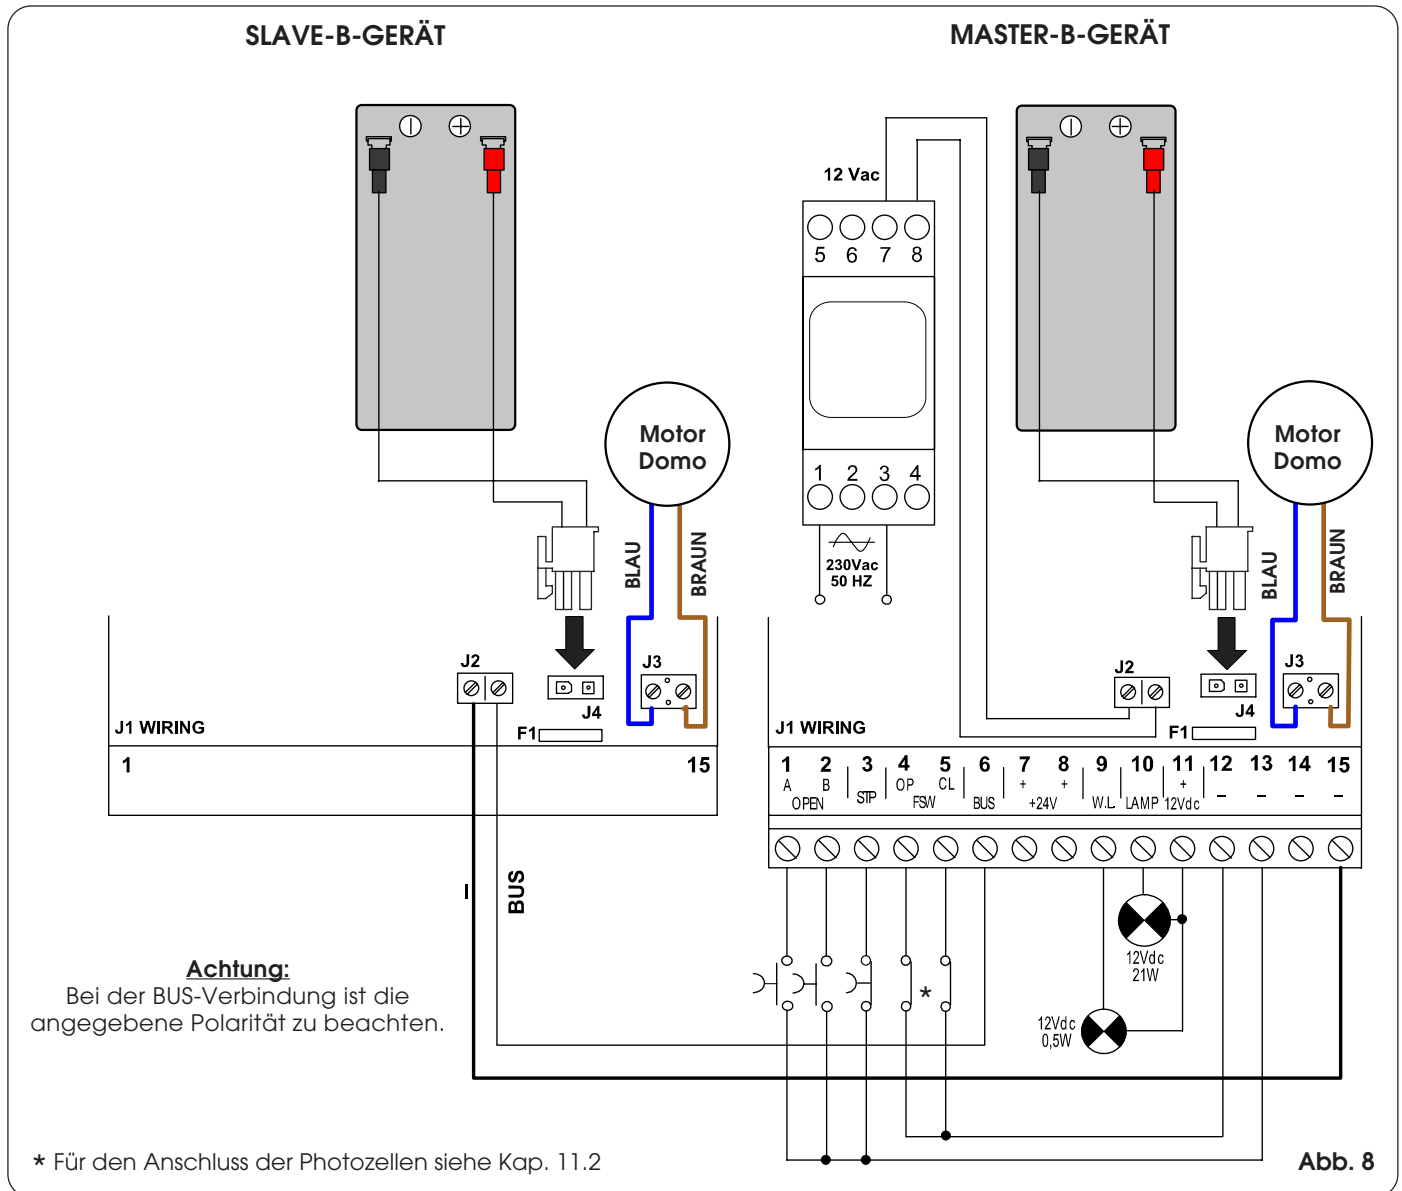 SLAVE-B-GERÄT
MASTER-B-GERÄT
12 Vac
5 6 7 8
1 2 3 4
230Vac
50 HZ
Motor
Domo
BLAU
BRAUN
Motor
Domo
BLAU
BRAUN
J2
J3
J4
F1
J1 WIRING
1 15
J2
J3
J4
F1
J1 WIRING
1 2 3 4 5 6 7 8 9 10 11 12 13 14 15
A B STP OP CL + + + – – – –
OPEN FSW BUS +24V W.L. LAMP 12Vdc
–
BUS
12Vdc
21W
12Vdc
0,5W
*
Achtung:
Bei der BUS-Verbindung ist die
angegebene Polarität zu beachten.
* Für den Anschluss der Photozellen siehe Kap. 11.2
Abb. 8